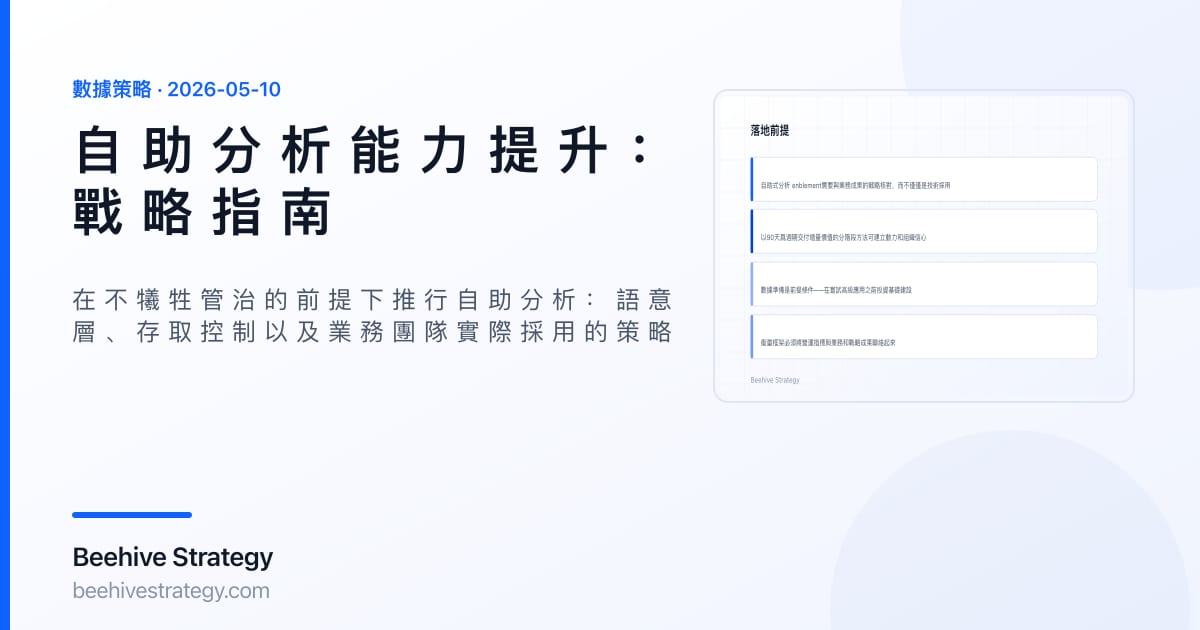 數據策略 · 2026-05-10
自助分析能力提升：
戰略指南
在不犧牲管治的前提下推行自助分析：語意
層、存取控制以及業務團隊實際採用的策略
Beehive Strategy
beehivestrategy.com
落地前提
自助式分析 enablement需要與業務成果的戰略核對，而不僅僅是技術採用
以90天為週期交付增量價值的分階段方法可建立動力和組織信心
數據準備是前提條件——在嘗試高級應用之前投資基礎建設
衡量框架必須將營運指標與業務和戰略成果聯絡起來
Beehive Strategy